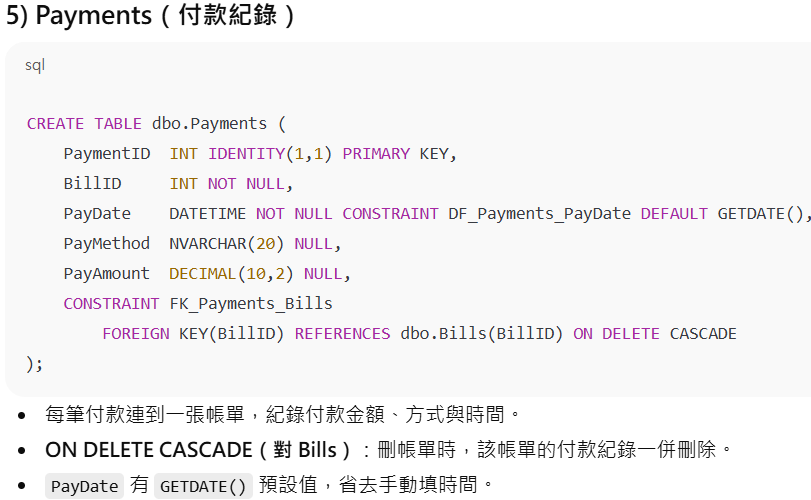 5) Payments（付款紀錄）
sql
CREATE TABLE dbo.Payments (
    PaymentID  INT IDENTITY(1,1) PRIMARY KEY,
    BillID     INT NOT NULL,
    PayDate    DATETIME NOT NULL CONSTRAINT DF_Payments_PayDate DEFAULT GETDATE(),
    PayMethod  NVARCHAR(20) NULL,
    PayAmount  DECIMAL(10,2) NULL,
    CONSTRAINT FK_Payments_Bills
        FOREIGN KEY(BillID) REFERENCES dbo.Bills(BillID) ON DELETE CASCADE
);
• 每筆付款連到一張帳單，紀錄付款金額、方式與時間。
• ON DELETE CASCADE（對 Bills）：刪帳單時，該帳單的付款紀錄一併刪除。
• PayDate 有 GETDATE() 預設值，省去手動填時間。